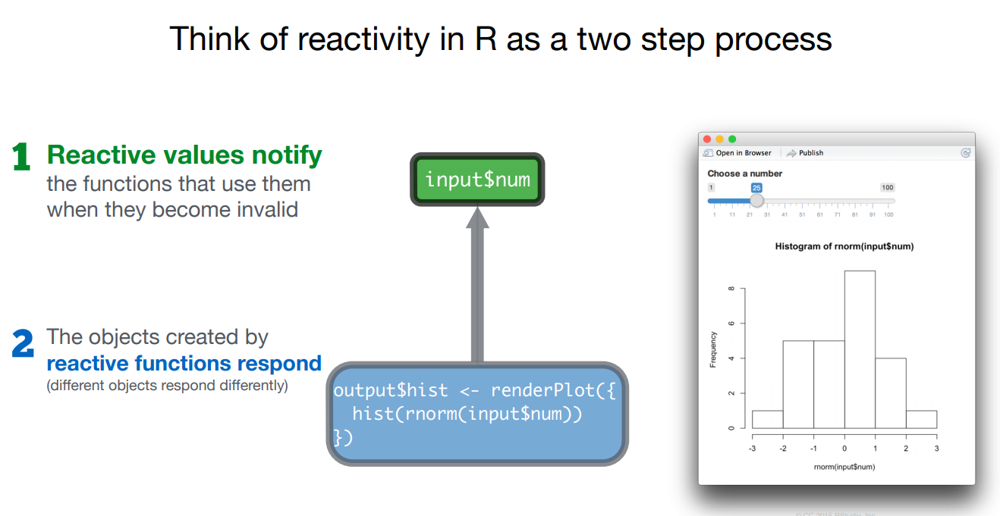 Think of reactivity in R as a two step process
1 Reactive values notify
the functions that use them
when they become invalid
input$num
2 The objects created by
reactive functions respond
(different objects respond differently)
output$hist <- renderPlot({
hist(rnorm(input$num))
})
Open in Browser Publish
Choose a number
1 25 100
1 11 21 31 41 51 61 71 81 91 100
Histogram of rnorm(input$num)
Frequency
8
6
4
2
0
-3 -2 -1 0 1 2 3
rnorm(input$num)
© CC 2015 RStudio, Inc.